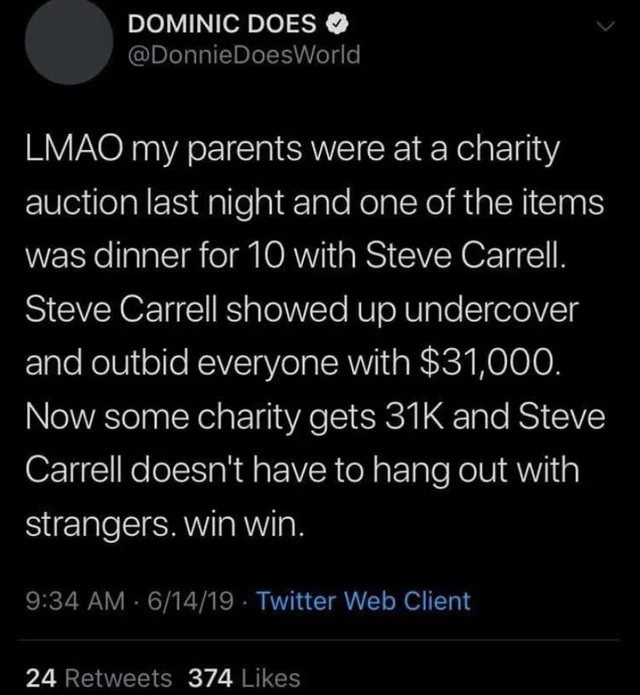 DOMINIC DOES
@DonnieDoesWorld
LMAO my parents were at a charity
auction last night and one of the items
was dinner for 10 with Steve Carrell.
Steve Carrell showed up undercover
and outbid everyone with $31,000.
Now some charity gets 31K and Steve
Carrell doesn't have to hang out with
strangers. win win.
9:34 AM · 6/14/19 · Twitter Web Client
24 Retweets 374 Likes